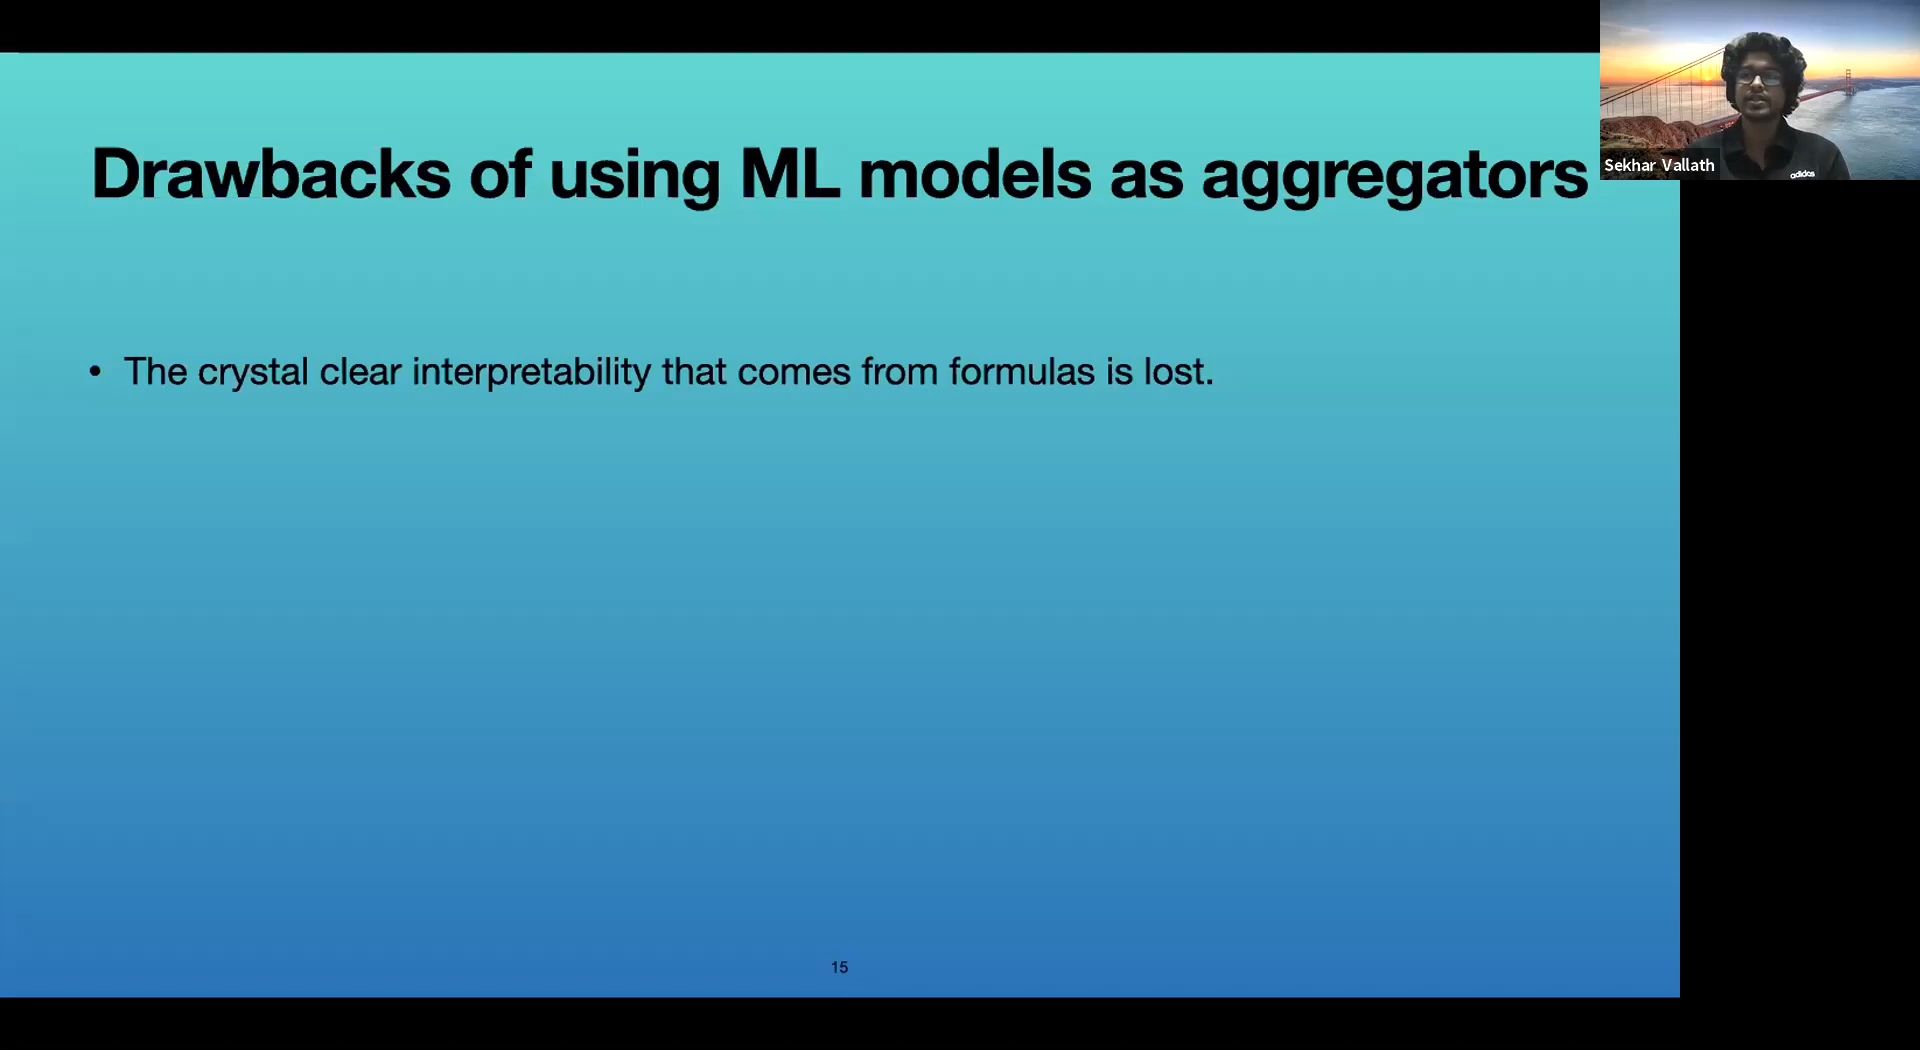 Drawbacks of using ML models as aggregators
• The crystal clear interpretability that comes from formulas is lost.
15
Sekhar Vallath
adidas